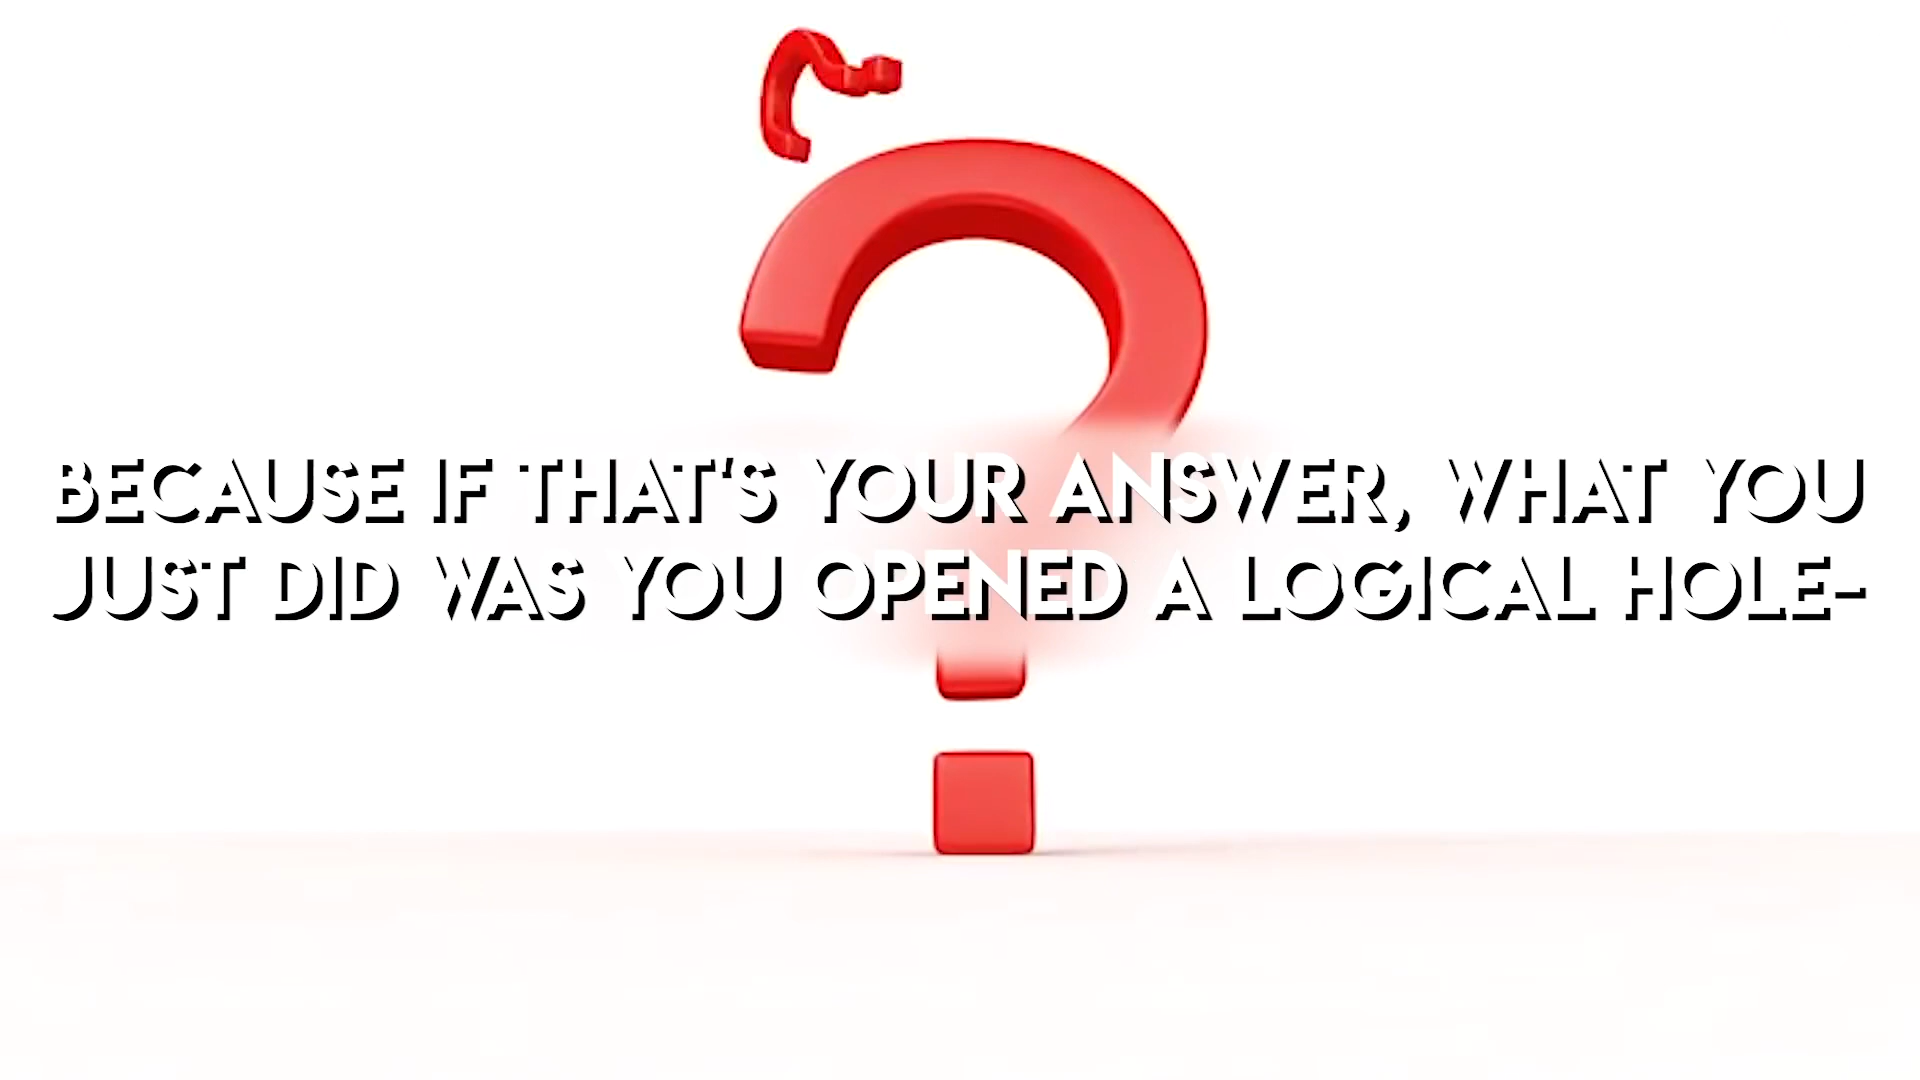 BECAUSE IF THAT'S YOUR ANSWER, WHAT YOU
JUST DID WAS YOU OPENED A LOGICAL HOLE-